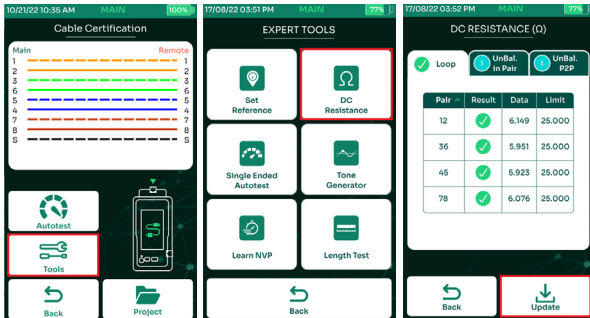 10/21/22 10:35 AM MAIN 100%
Cable Certification
Main Remote
1 1
2 2
3 3
6 6
5 5
4 4
7 7
8 8
S S
Autotest
Tools
Back
Project
17/08/22 03:51 PM MAIN 77%
EXPERT TOOLS
Set
Reference
DC
Resistance
Single Ended
Autotest
Tone
Generator
Learn NVP
Length Test
Back
17/08/22 03:52 PM MAIN 77%
DC RESISTANCE (Ω)
Loop
UnBal.
in Pair
UnBal.
P2P
Pair Result Data Limit
12 6.149 25.000
36 5.951 25.000
45 5.923 25.000
78 6.076 25.000
Back
Update